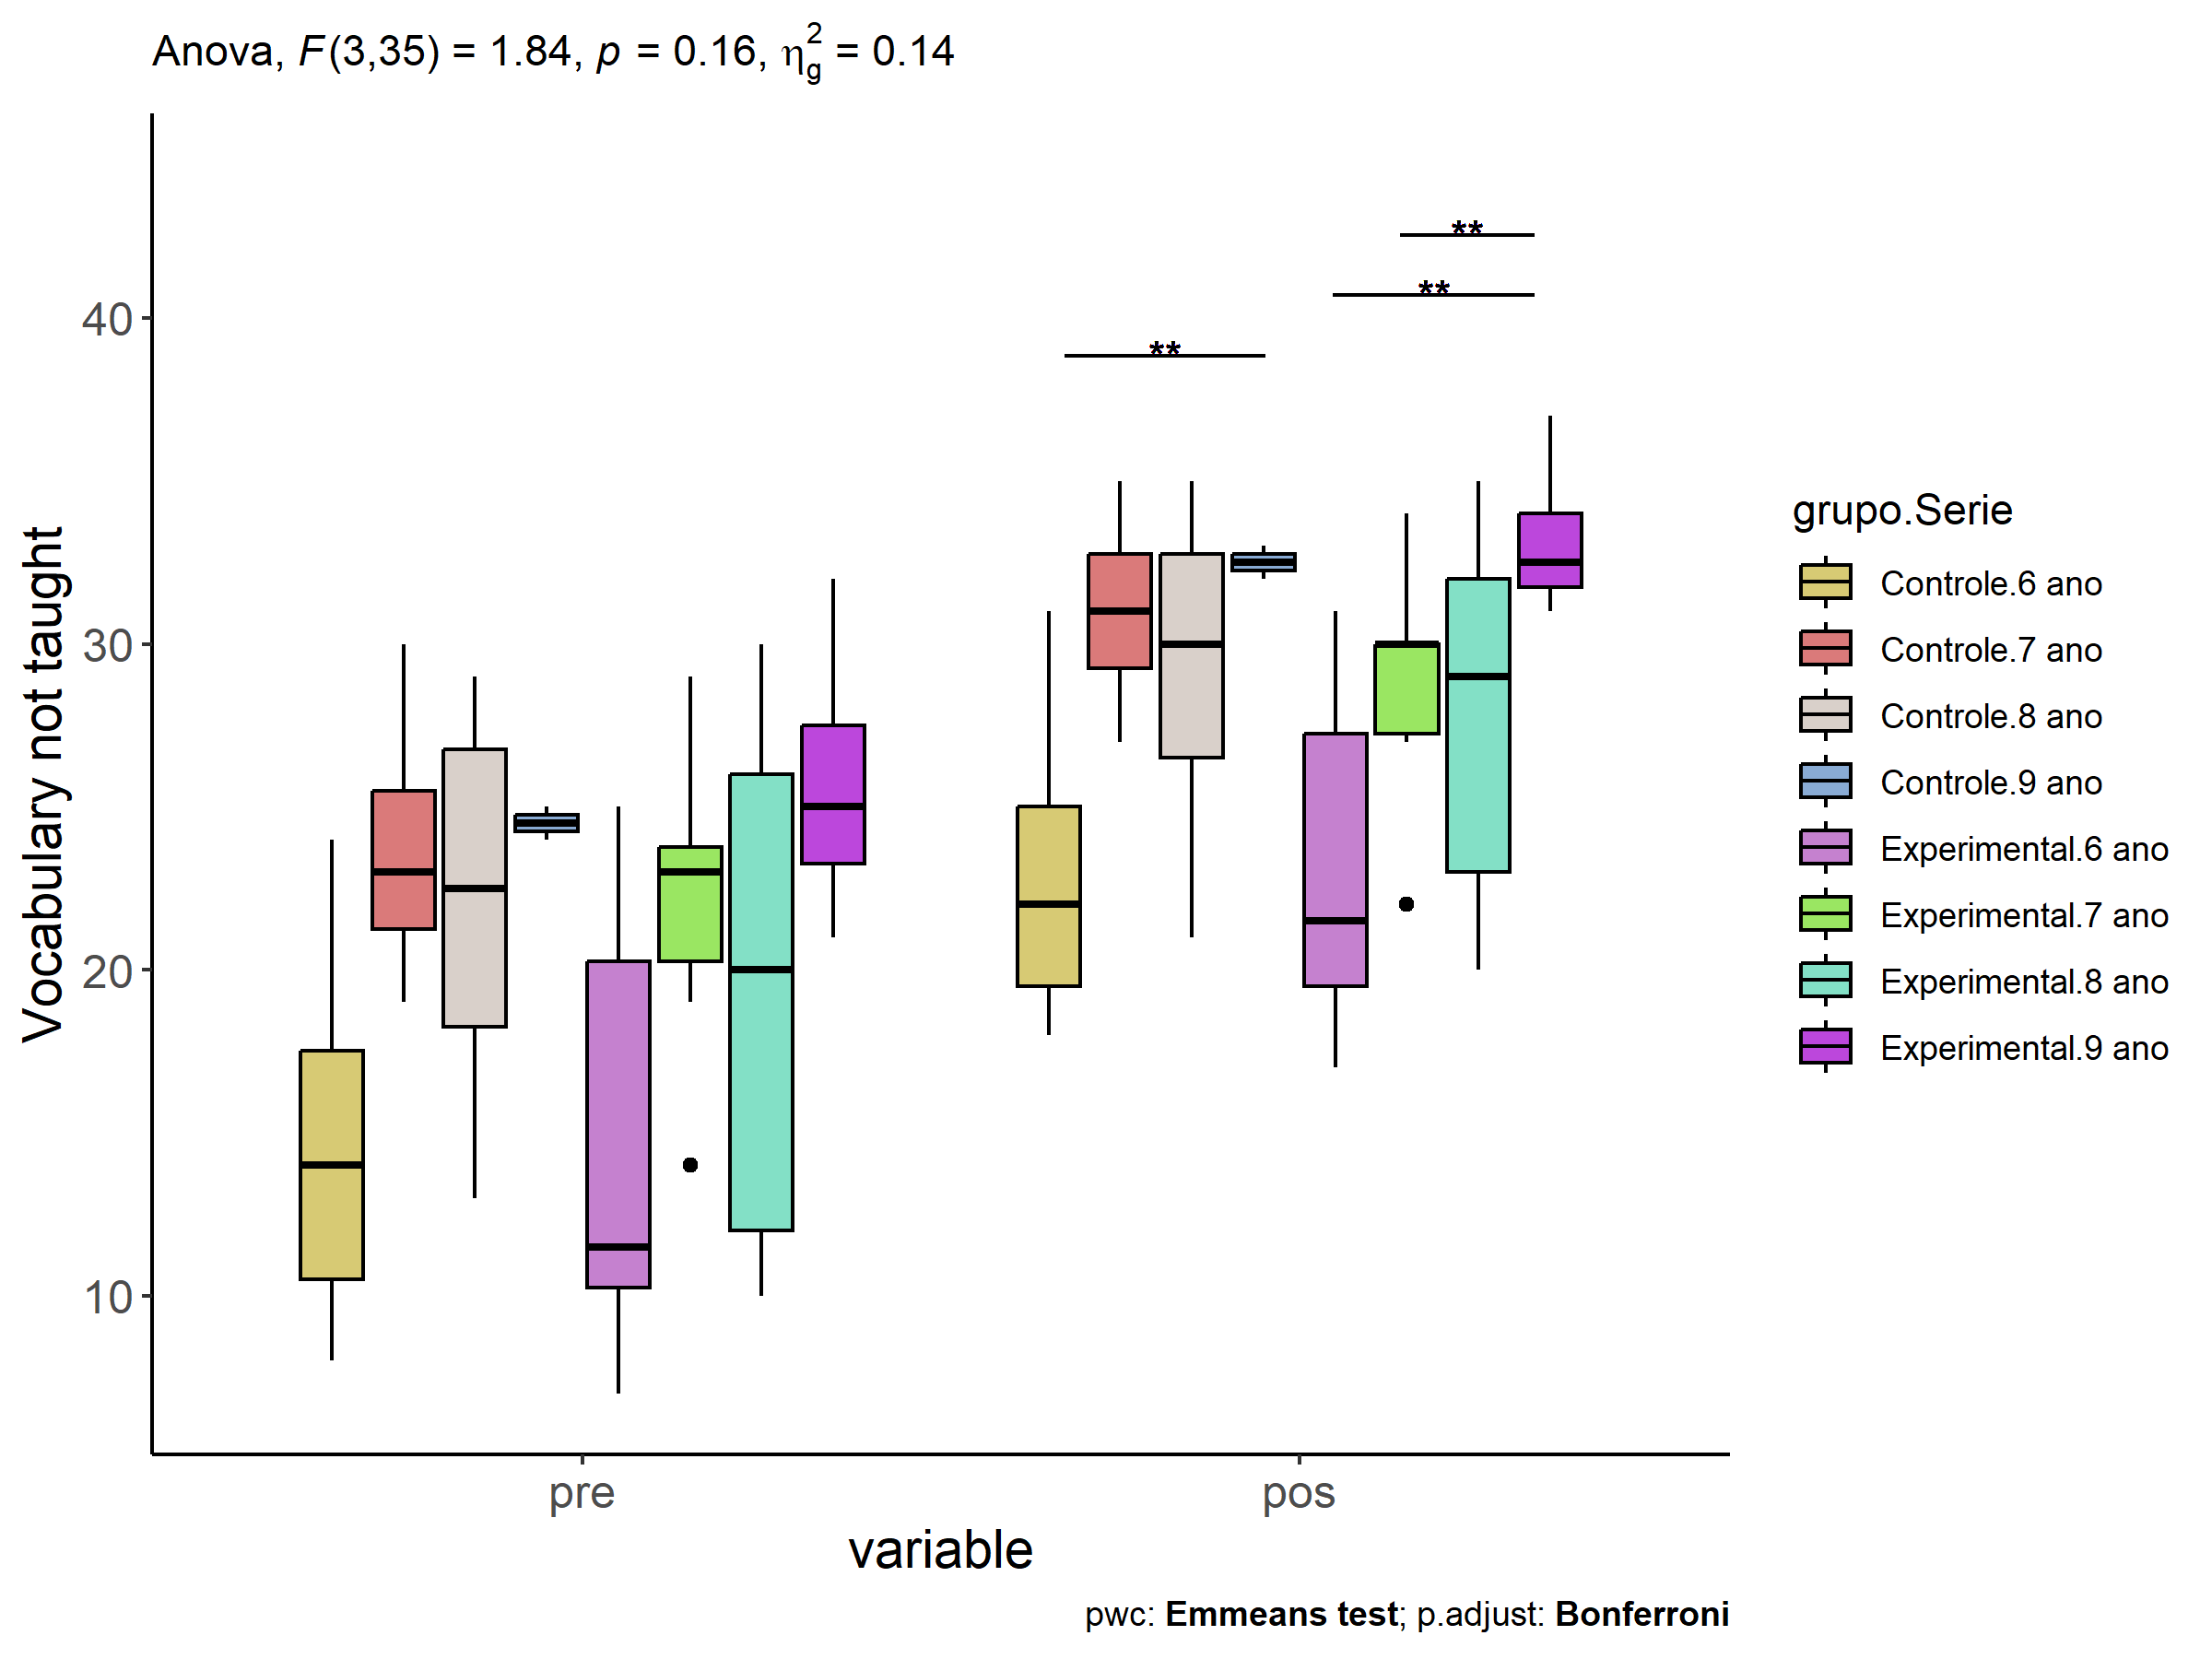 Anova, F(3,35) = 1.84, p = 0.16, η²g = 0.14
Vocabulary not taught
40
30
20
10
**
**
**
pre
pos
variable
grupo.Serie
Controle.6 ano
Controle.7 ano
Controle.8 ano
Controle.9 ano
Experimental.6 ano
Experimental.7 ano
Experimental.8 ano
Experimental.9 ano
pwc: Emmeans test; p.adjust: Bonferroni